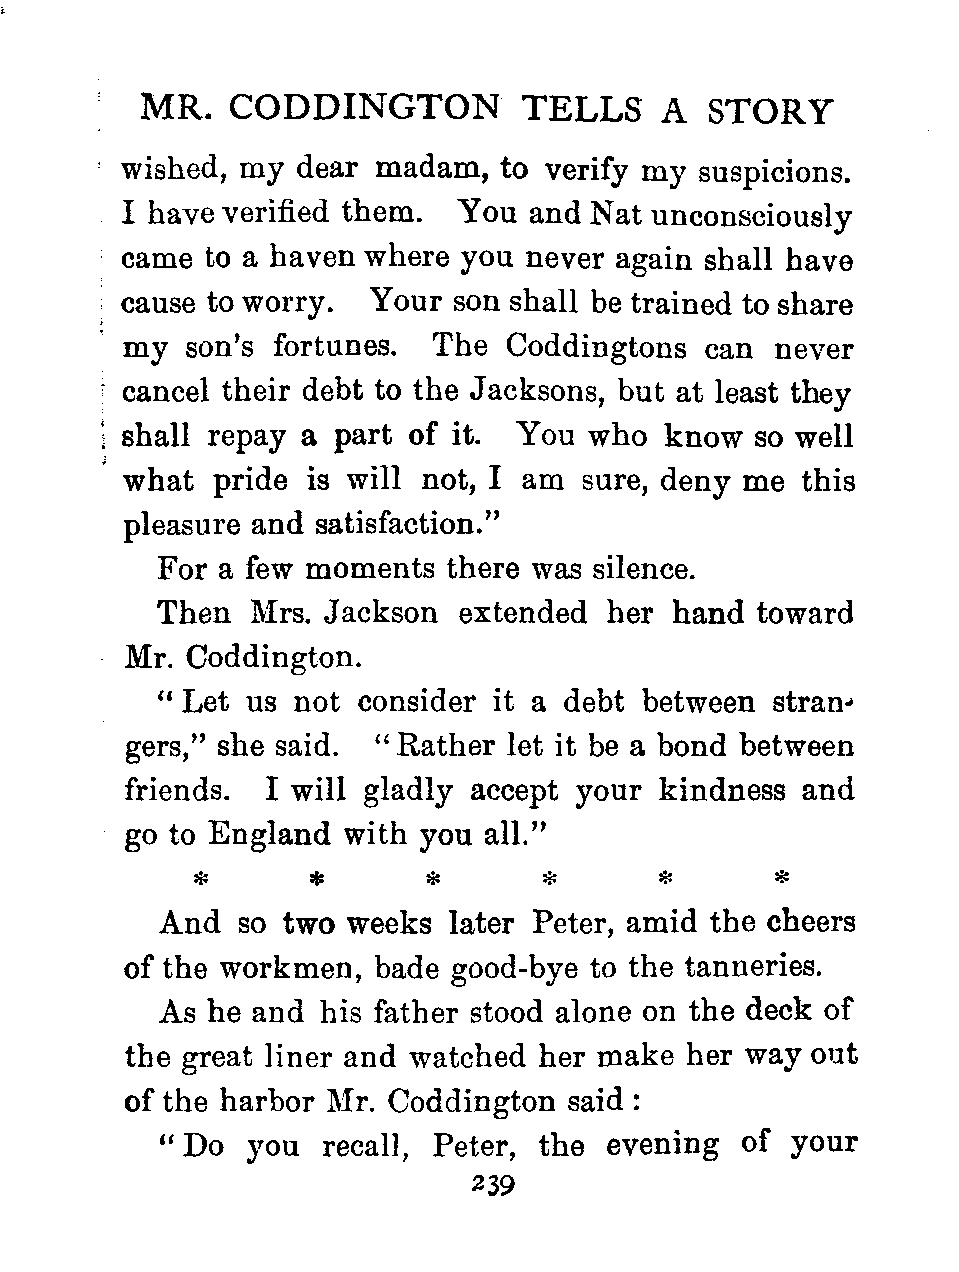 MR. CODDINGTON TELLS A STORY
wished, my dear madam, to verify my suspicions.
I have verified them. You and Nat unconsciously
came to a haven where you never again shall have
cause to worry. Your son shall be trained to share
my son's fortunes. The Coddingtons can never
cancel their debt to the Jacksons, but at least they
shall repay a part of it. You who know so well
what pride is will not, I am sure, deny me this
pleasure and satisfaction."
For a few moments there was silence.
Then Mrs. Jackson extended her hand toward
Mr. Coddington.
"Let us not consider it a debt between stran-
gers," she said. "Rather let it be a bond between
friends. I will gladly accept your kindness and
go to England with you all."
* * * * * *
And so two weeks later Peter, amid the cheers
of the workmen, bade good-bye to the tanneries.
As he and his father stood alone on the deck of
the great liner and watched her make her way out
of the harbor Mr. Coddington said:
"Do you recall, Peter, the evening of your
239